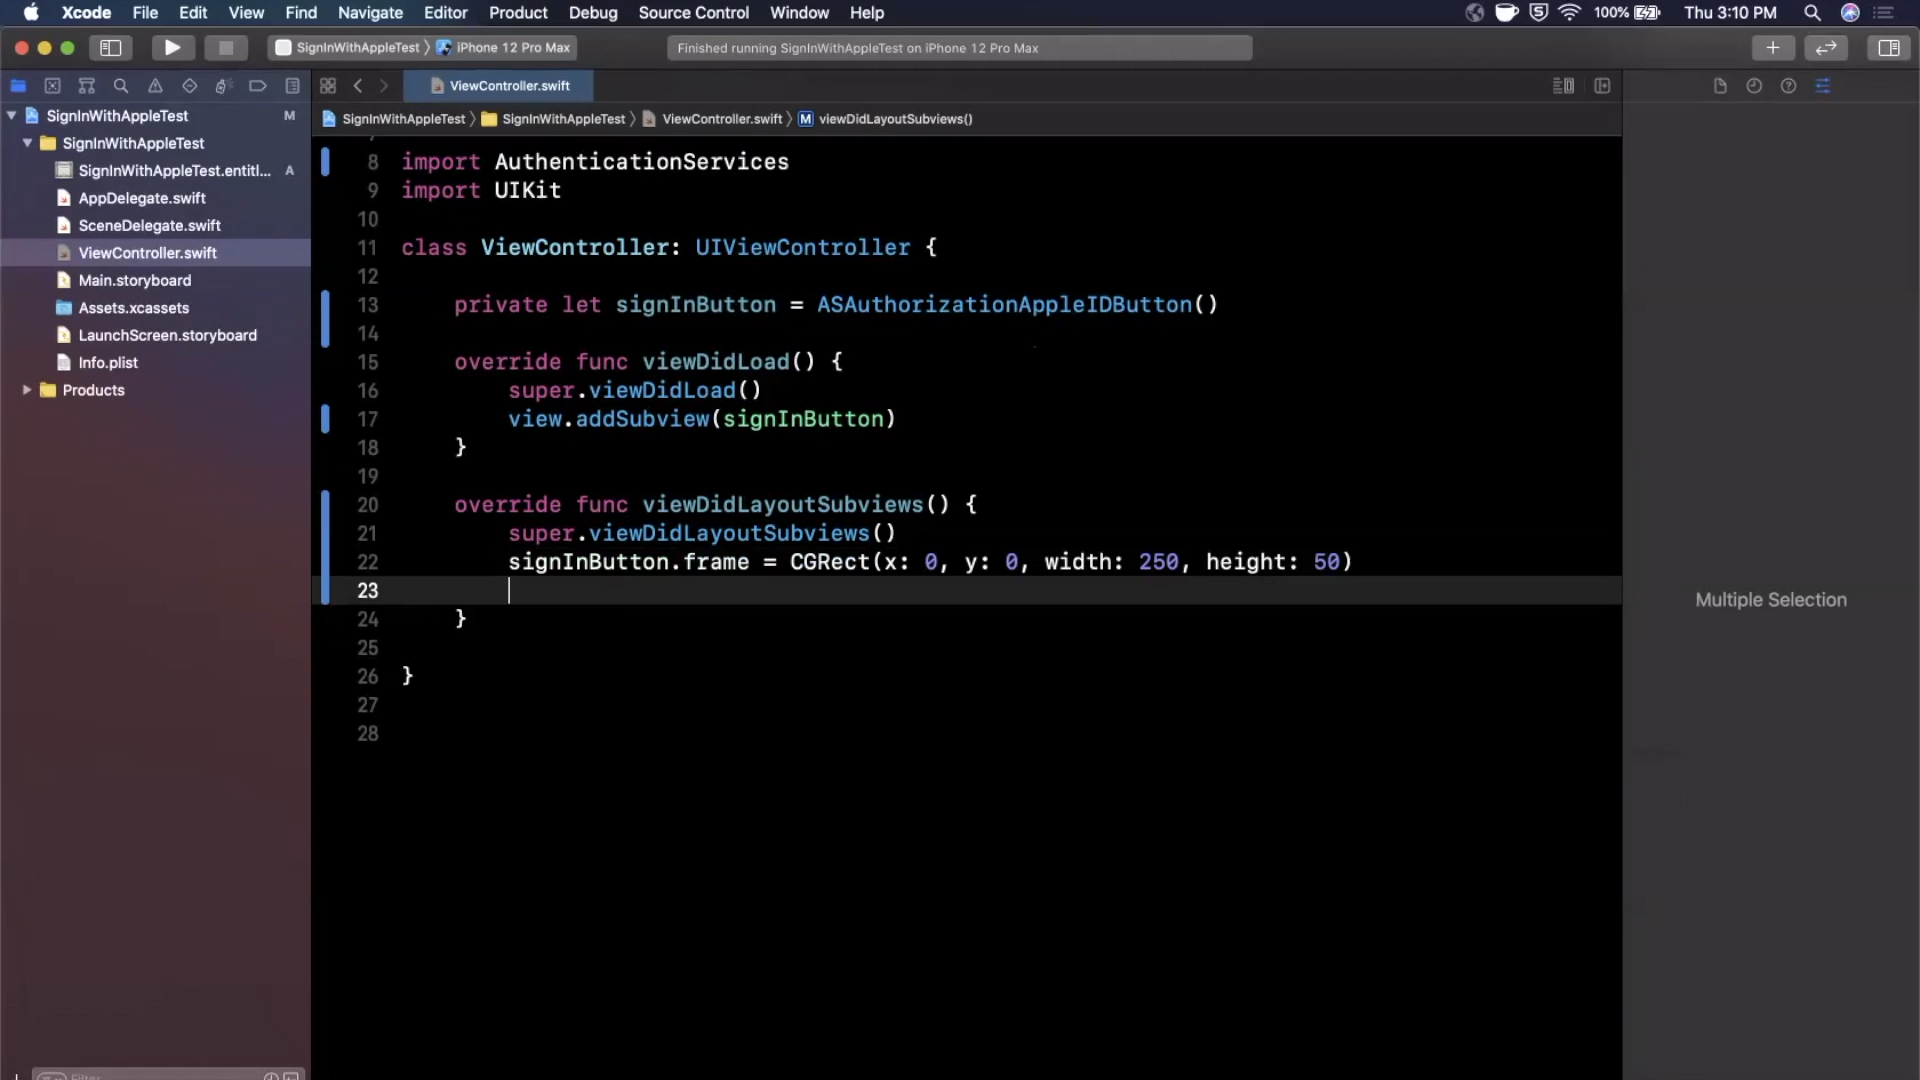 Xcode File Edit View Find Navigate Editor Product Debug Source Control Window Help 100% Thu 3:10 PM
SignInWithAppleTest 〉 iPhone 12 Pro Max Finished running SignInWithAppleTest on iPhone 12 Pro Max
ViewController.swift
SignInWithAppleTest M
SignInWithAppleTest 〉 SignInWithAppleTest 〉 ViewController.swift 〉 M viewDidLayoutSubviews()
SignInWithAppleTest
SignInWithAppleTest.entitl... A
AppDelegate.swift
SceneDelegate.swift
ViewController.swift
Main.storyboard
Assets.xcassets
LaunchScreen.storyboard
Info.plist
Products
8 import AuthenticationServices
9 import UIKit
10
11 class ViewController: UIViewController {
12
13 private let signInButton = ASAuthorizationAppleIDButton()
14
15 override func viewDidLoad() {
16 super.viewDidLoad()
17 view.addSubview(signInButton)
18 }
19
20 override func viewDidLayoutSubviews() {
21 super.viewDidLayoutSubviews()
22 signInButton.frame = CGRect(x: 0, y: 0, width: 250, height: 50)
23
24 }
25
26 }
27
28
Multiple Selection
Filter